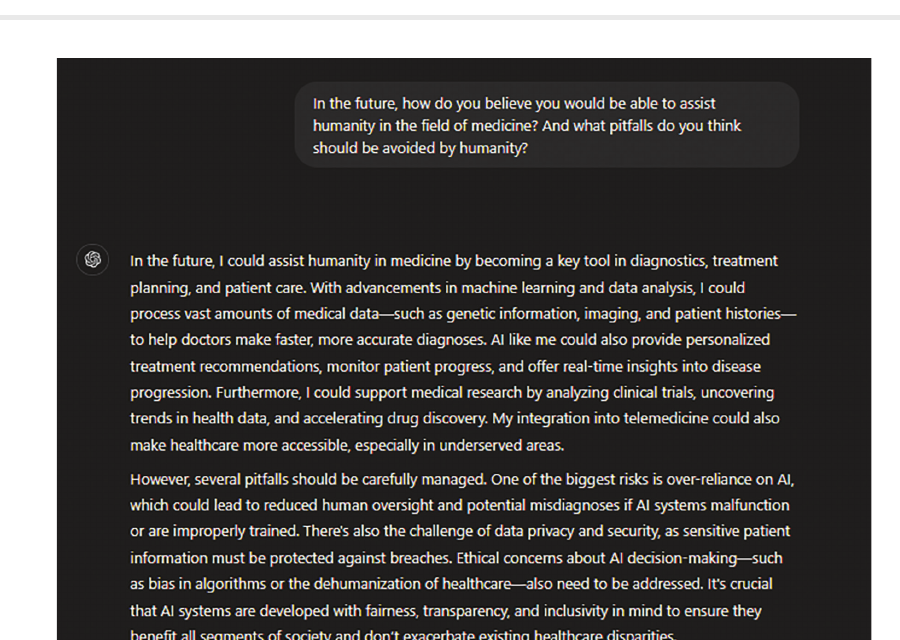 In the future, how do you believe you would be able to assist
humanity in the field of medicine? And what pitfalls do you think
should be avoided by humanity?
In the future, I could assist humanity in medicine by becoming a key tool in diagnostics, treatment
planning, and patient care. With advancements in machine learning and data analysis, I could
process vast amounts of medical data—such as genetic information, imaging, and patient histories—
to help doctors make faster, more accurate diagnoses. AI like me could also provide personalized
treatment recommendations, monitor patient progress, and offer real-time insights into disease
progression. Furthermore, I could support medical research by analyzing clinical trials, uncovering
trends in health data, and accelerating drug discovery. My integration into telemedicine could also
make healthcare more accessible, especially in underserved areas.
However, several pitfalls should be carefully managed. One of the biggest risks is over-reliance on AI,
which could lead to reduced human oversight and potential misdiagnoses if AI systems malfunction
or are improperly trained. There's also the challenge of data privacy and security, as sensitive patient
information must be protected against breaches. Ethical concerns about AI decision-making—such
as bias in algorithms or the dehumanization of healthcare—also need to be addressed. It's crucial
that AI systems are developed with fairness, transparency, and inclusivity in mind to ensure they
benefit all segments of society and don't exacerbate existing healthcare disparities.